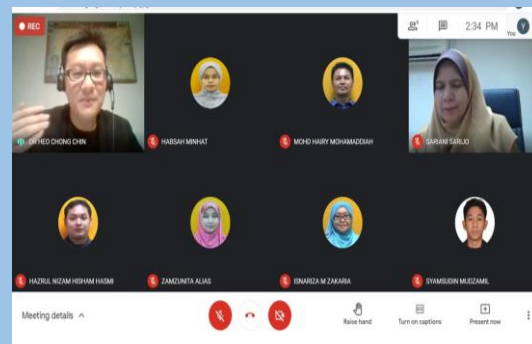 REC
2:34 PM
You
Y
DR HEO CHONG CHIN
HABSAH MINHAT
MOHD HAIRY MOHAMADDIAH
SARIANI SARIJO
HAZRUL NIZAM HISHAM HASMI
ZAMZUNITA ALIAS
ISNARIZA M ZAKARIA
SYAMSUDIN MUDZAMIL
Meeting details
Raise hand
Turn on captions
Present now